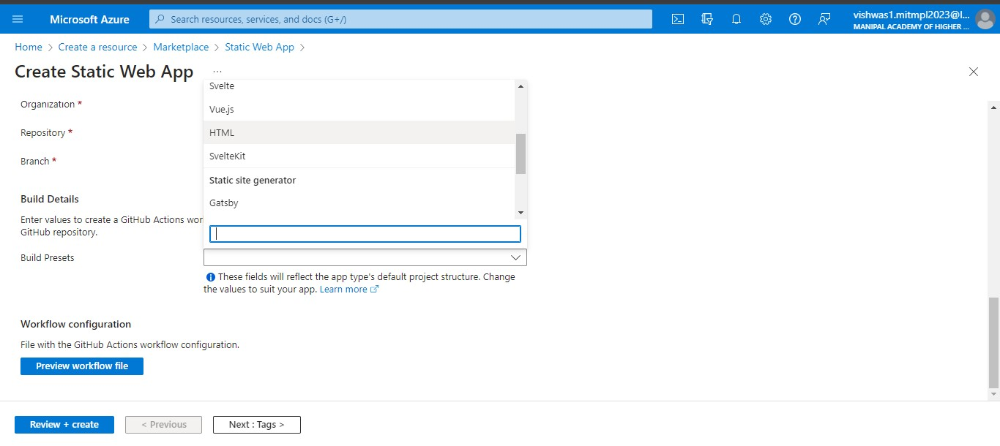 Microsoft Azure
Search resources, services, and docs (G+/)
vishwas1.mitmpl2023@l...
MANIPAL ACADEMY OF HIGHER ...
Home > Create a resource > Marketplace > Static Web App >
Create Static Web App ...
Organization *
Repository *
Branch *
Svelte
Vue.js
HTML
SvelteKit
Static site generator
Gatsby
Build Details
Enter values to create a GitHub Actions wor
GitHub repository.
Build Presets
These fields will reflect the app type's default project structure. Change
the values to suit your app. Learn more
Workflow configuration
File with the GitHub Actions workflow configuration.
Preview workflow file
Review + create
< Previous
Next : Tags >